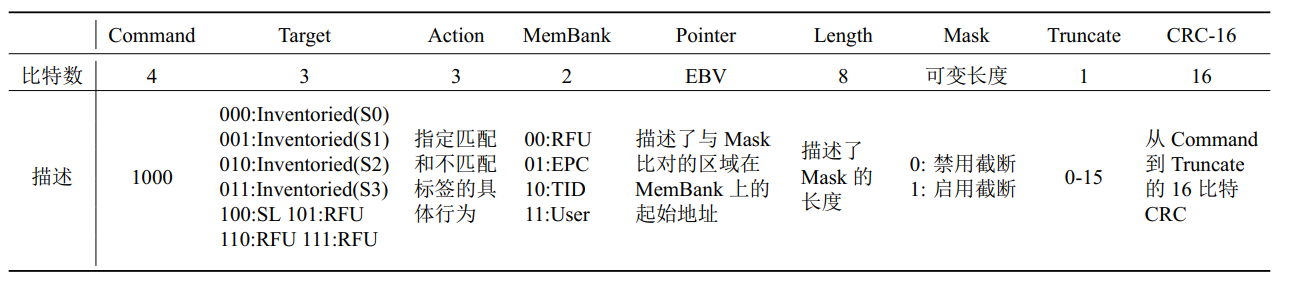 Command Target Action MemBank Pointer Length Mask Truncate CRC-16
比特数 4 3 3 2 EBV 8 可变长度 1 16
描述 1000
000:Inventoried(S0)
001:Inventoried(S1)
010:Inventoried(S2)
011:Inventoried(S3)
100:SL 101:RFU
110:RFU 111:RFU
指定匹配
和不匹配
标签的具
体行为
00:RFU
01:EPC
10:TID
11:User
描述了与 Mask
比对的区域在
MemBank 上的
起始地址
描述了
Mask 的
长度
0: 禁用截断
1: 启用截断
0-15
从 Command
到 Truncate
的 16 比特
CRC